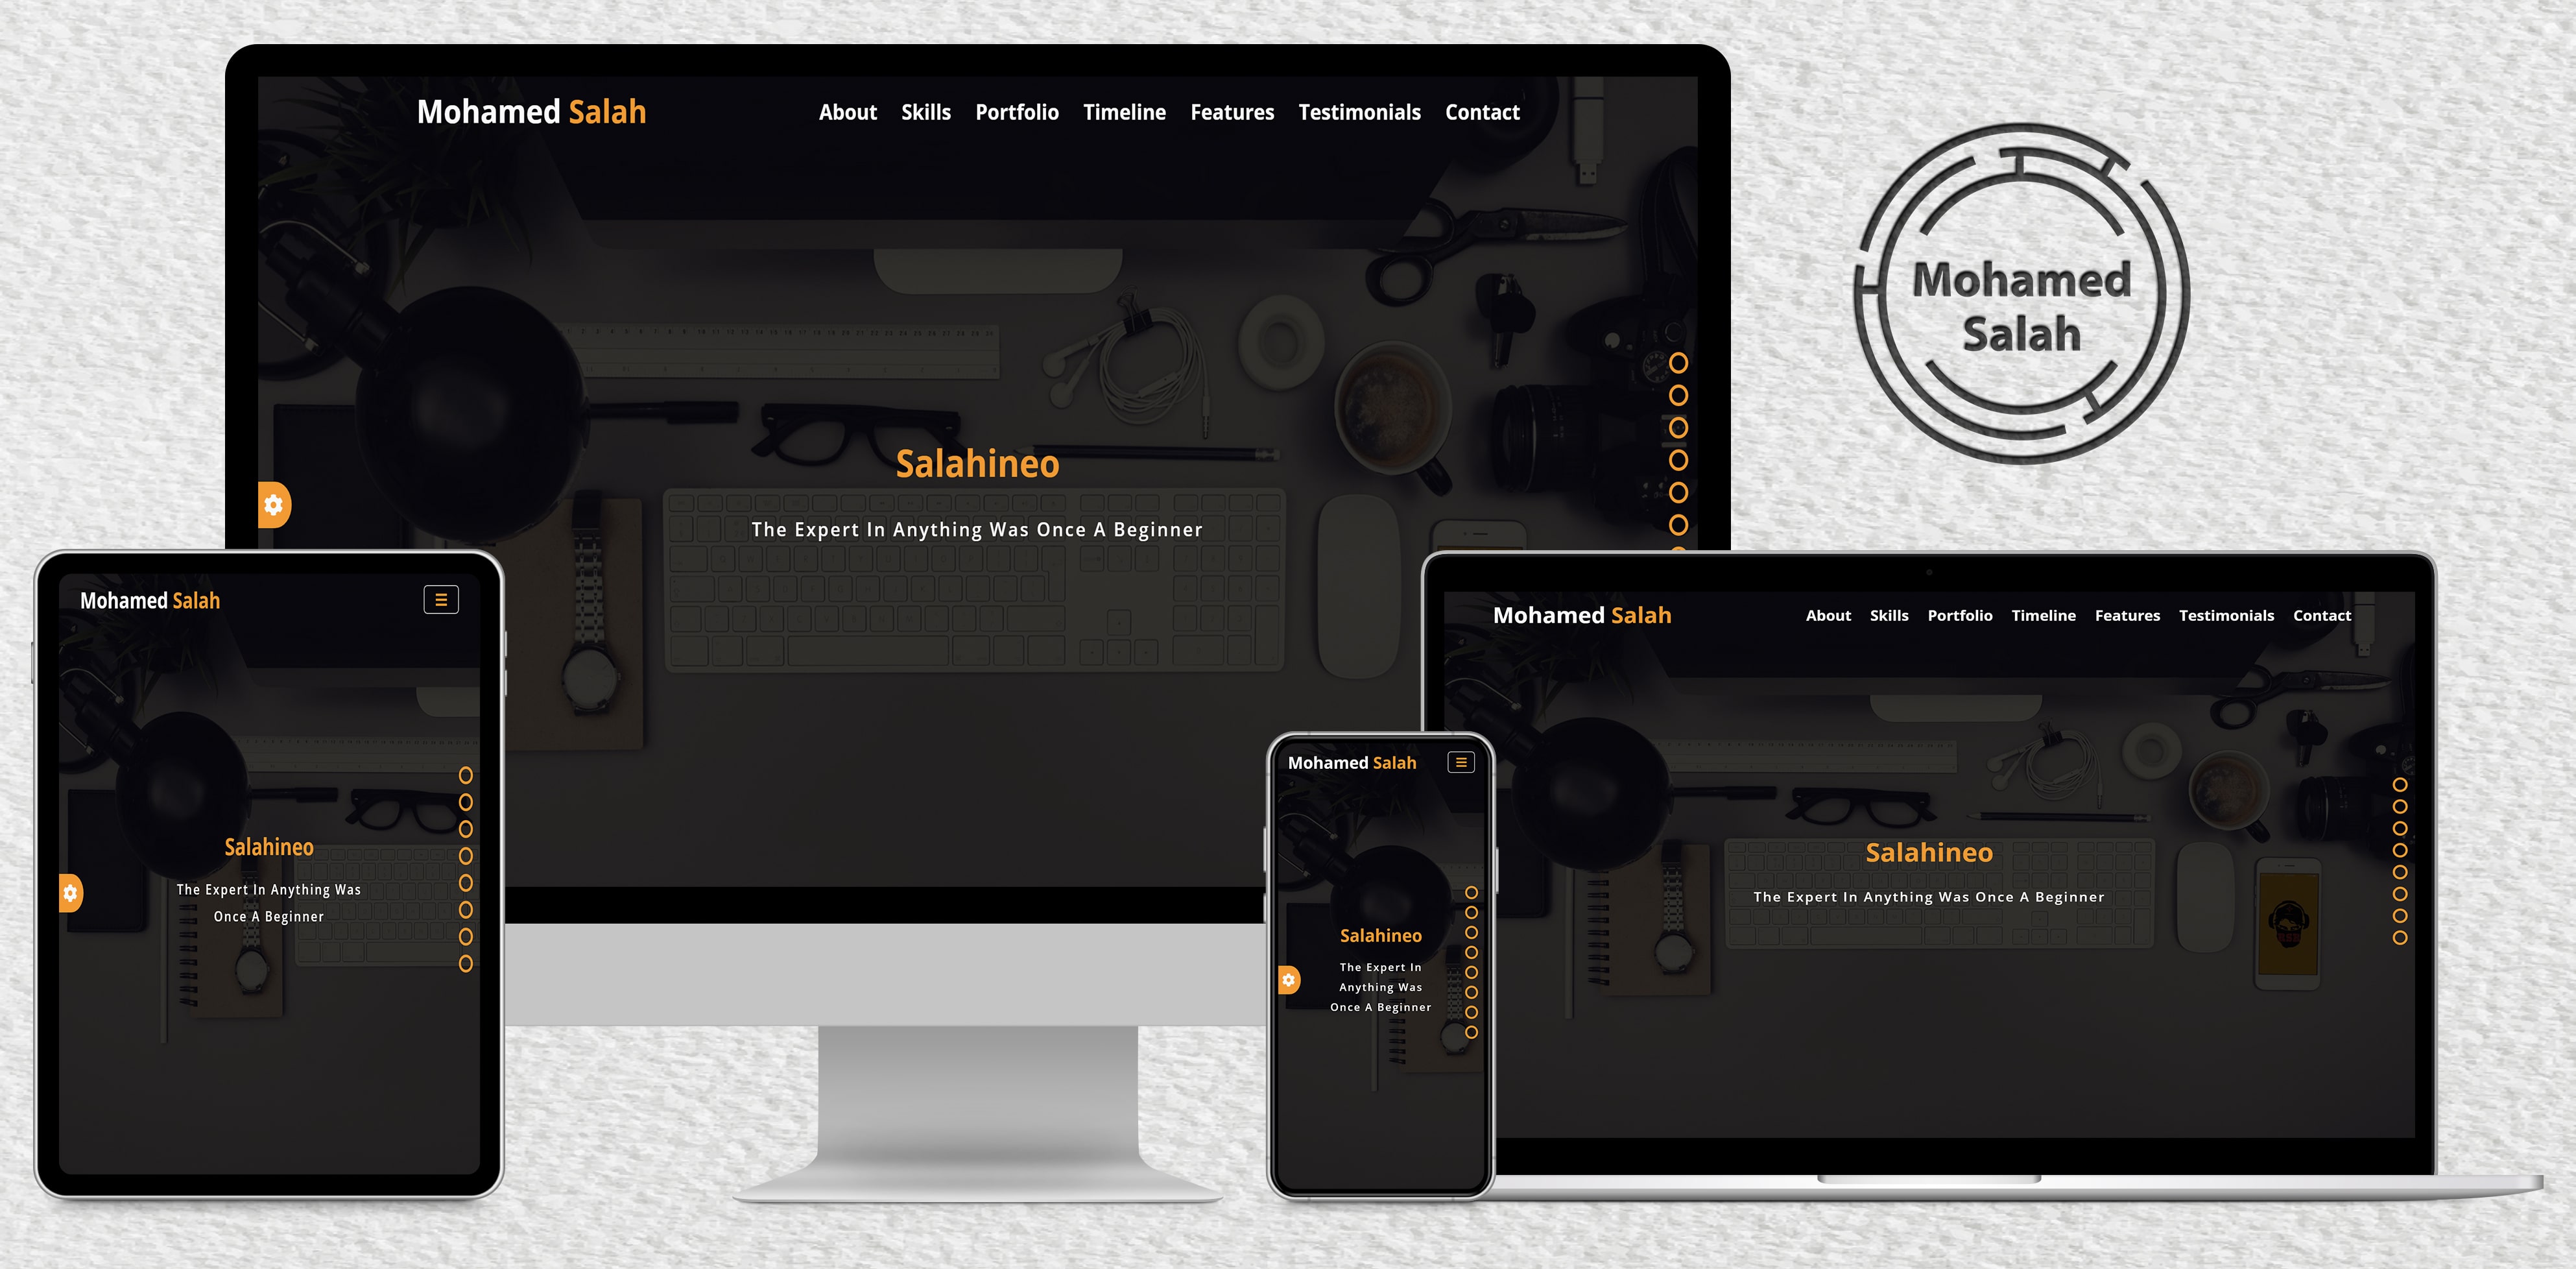 Mohamed Salah
About Skills Portfolio Timeline Features Testimonials Contact
Salahineo
The Expert In Anything Was Once A Beginner
Mohamed
Salah
Mohamed Salah
Salahineo
The Expert In Anything Was
Once A Beginner
Mohamed Salah
Salahineo
The Expert In
Anything Was
Once A Beginner
Mohamed Salah
About Skills Portfolio Timeline Features Testimonials Contact
Salahineo
The Expert In Anything Was Once A Beginner